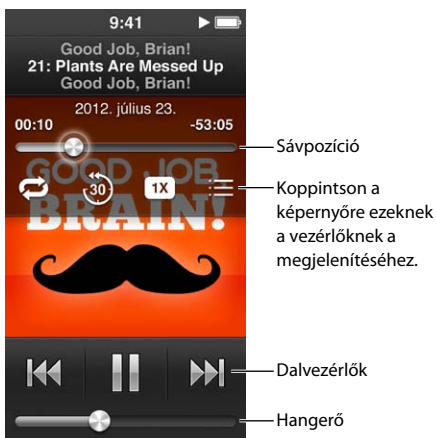 9:41
Good Job, Brian!
21: Plants Are Messed Up
Good Job, Brian!
2012. július 23.
00:10 -53:05
Sávpozíció
GOOD JOB
30 1X
BRAIN!
Koppintson a
képernyőre ezeknek
a vezérlőknek a
megjelenítéséhez.
Dalvezérlők
Hangerő